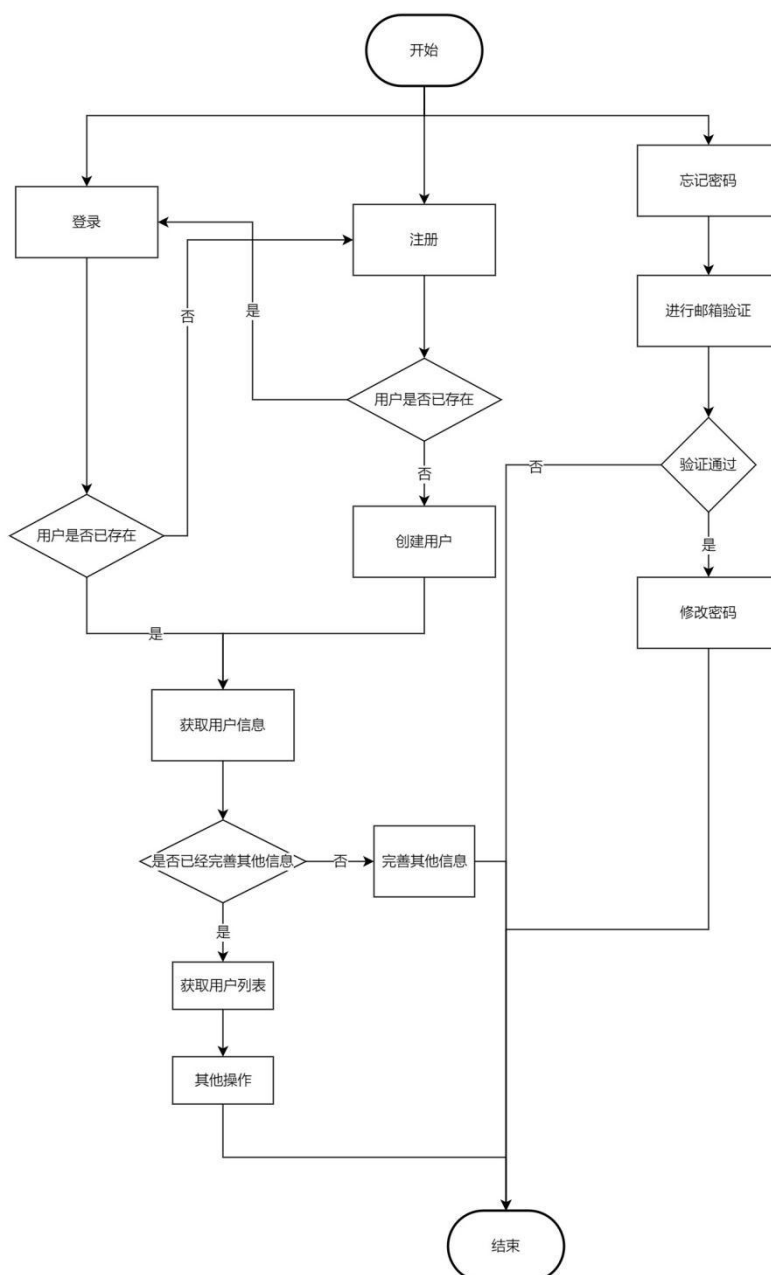 开始
忘记密码
登录
注册
进行邮箱验证
是
否
用户是否已存在
验证通过
否
否
创建用户
用户是否已存在
是
修改密码
是
获取用户信息
是否已经完善其他信息
否
完善其他信息
是
获取用户列表
其他操作
结束